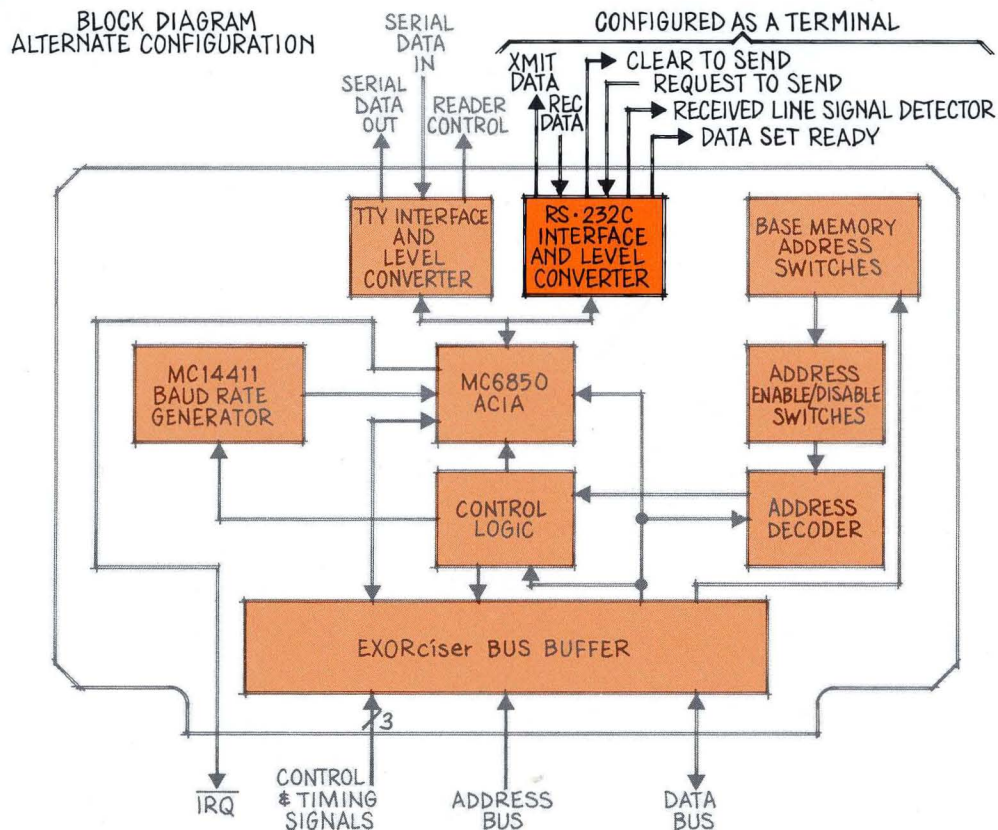 BLOCK DIAGRAM
ALTERNATE CONFIGURATION
SERIAL
DATA
IN
SERIAL
DATA
OUT
READER
CONTROL
CONFIGURED AS A TERMINAL
XMIT
DATA
REC
DATA
CLEAR TO SEND
REQUEST TO SEND
RECEIVED LINE SIGNAL DETECTOR
DATA SET READY
TTY INTERFACE
AND
LEVEL
CONVERTER
RS-232C
INTERFACE
AND LEVEL
CONVERTER
BASE MEMORY
ADDRESS
SWITCHES
MC14411
BAUD RATE
GENERATOR
MC6850
ACIA
ADDRESS
ENABLE/DISABLE
SWITCHES
CONTROL
LOGIC
ADDRESS
DECODER
EXORciser BUS BUFFER
3
IRQ
CONTROL
& TIMING
SIGNALS
ADDRESS
BUS
DATA
BUS